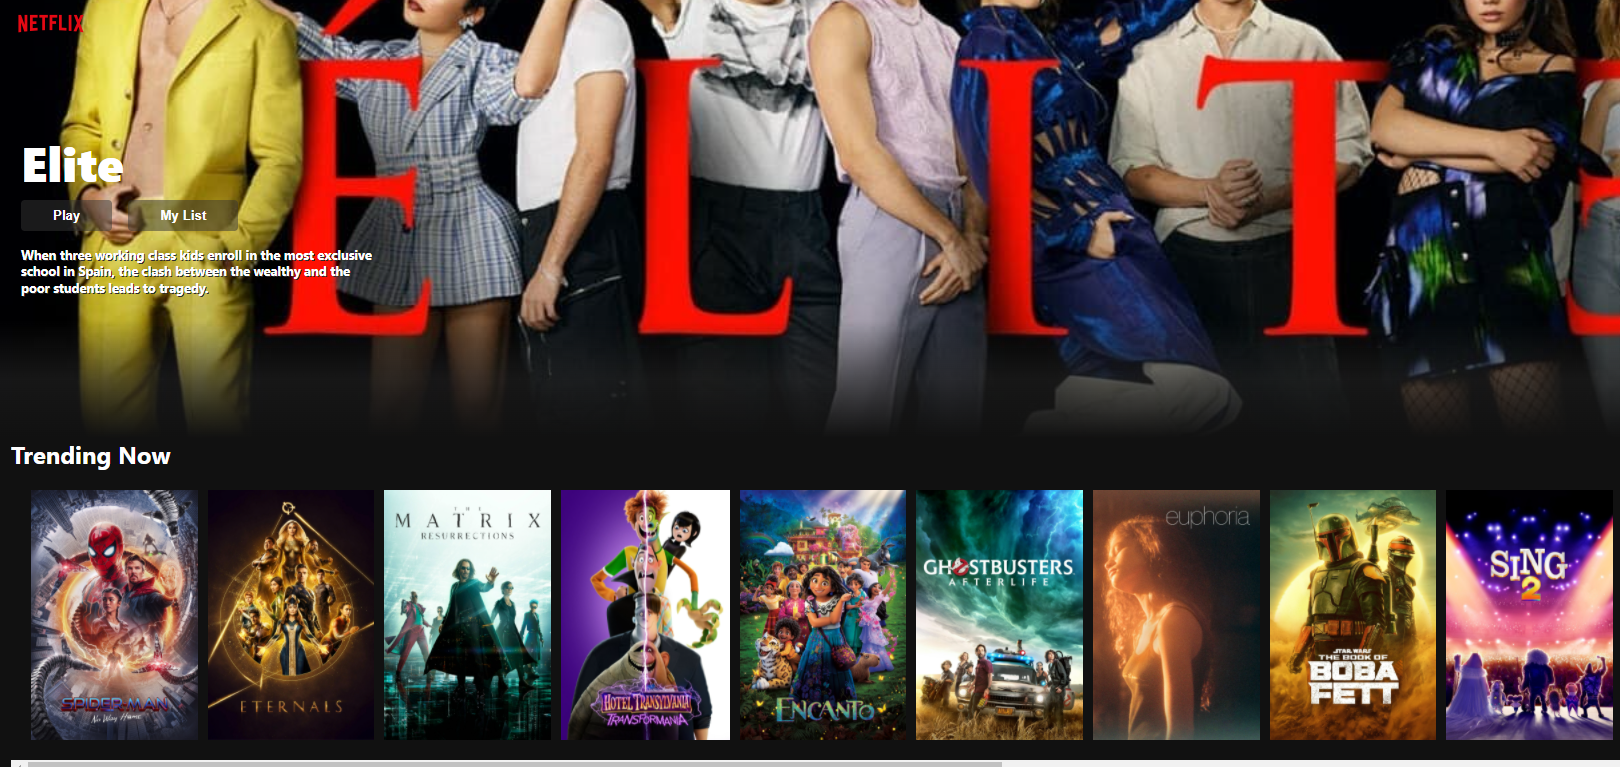 NETFLIX
ÉLIT
Elite
Play
My List
When three working class kids enroll in the most exclusive
school in Spain, the clash between the wealthy and the
poor students leads to tragedy.
Trending Now
SPIDER-MAN
No Way Home
ETERNALS
THE
MATRIX
RESURRECTIONS
HOTEL TRANSYLVANIA
TRANSFORMANIA
ENCANTO
GHOSTBUSTERS
AFTERLIFE
euphoria
STAR WARS
THE BOOK OF
BOBA
FETT
SING
2